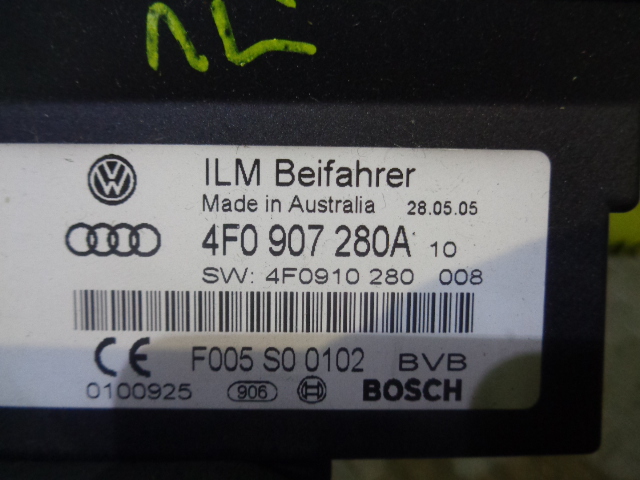 ILM Beifahrer
Made in Australia 28.05.05
4F0 907 280A 10
SW: 4F0910 280 008
CE F005 S0 0102 BVB
0100925 906 BOSCH